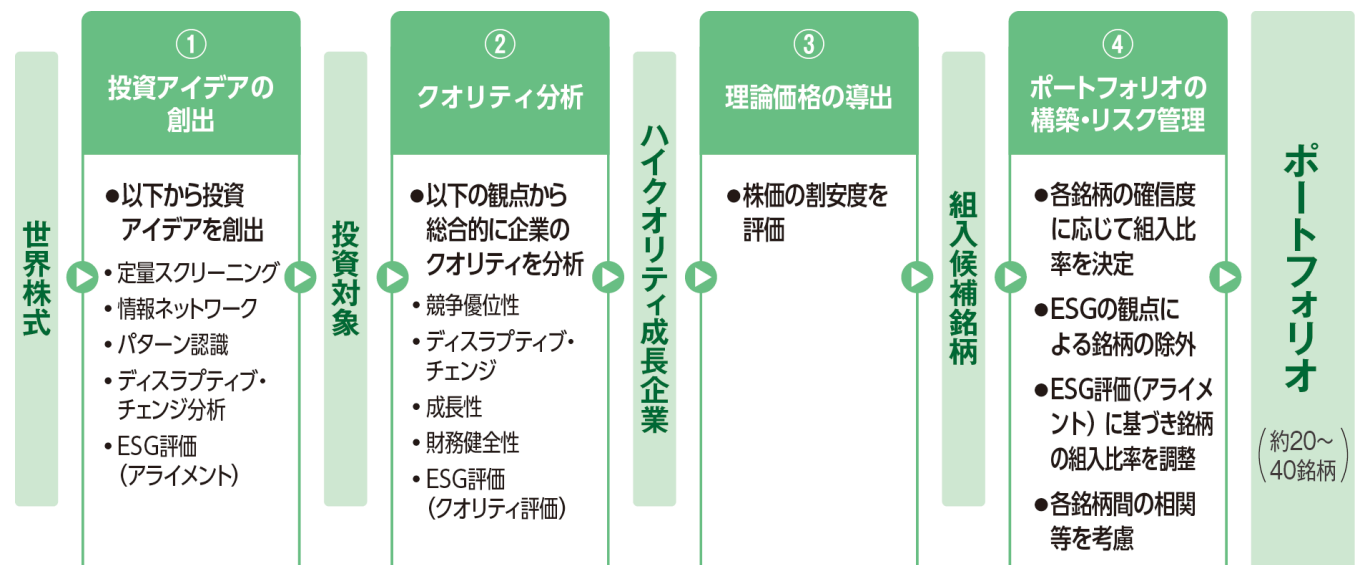 世界株式
①
投資アイデアの
創出
●以下から投資
アイデアを創出
• 定量スクリーニング
• 情報ネットワーク
• パターン認識
• ディスラプティブ・
チェンジ分析
• ESG評価
（アライメント）
投資対象
②
クオリティ分析
●以下の観点から
総合的に企業の
クオリティを分析
• 競争優位性
• ディスラプティブ・
チェンジ
• 成長性
• 財務健全性
• ESG評価
（クオリティ評価）
ハイクオリティ成長企業
③
理論価格の導出
●株価の割安度を
評価
組入候補銘柄
④
ポートフォリオの
構築・リスク管理
●各銘柄の確信度
に応じて組入比
率を決定
●ESGの観点に
よる銘柄の除外
●ESG評価（アライメ
ント）に基づき銘柄
の組入比率を調整
●各銘柄間の相関
等を考慮
ポートフォリオ
（約20～
40銘柄）